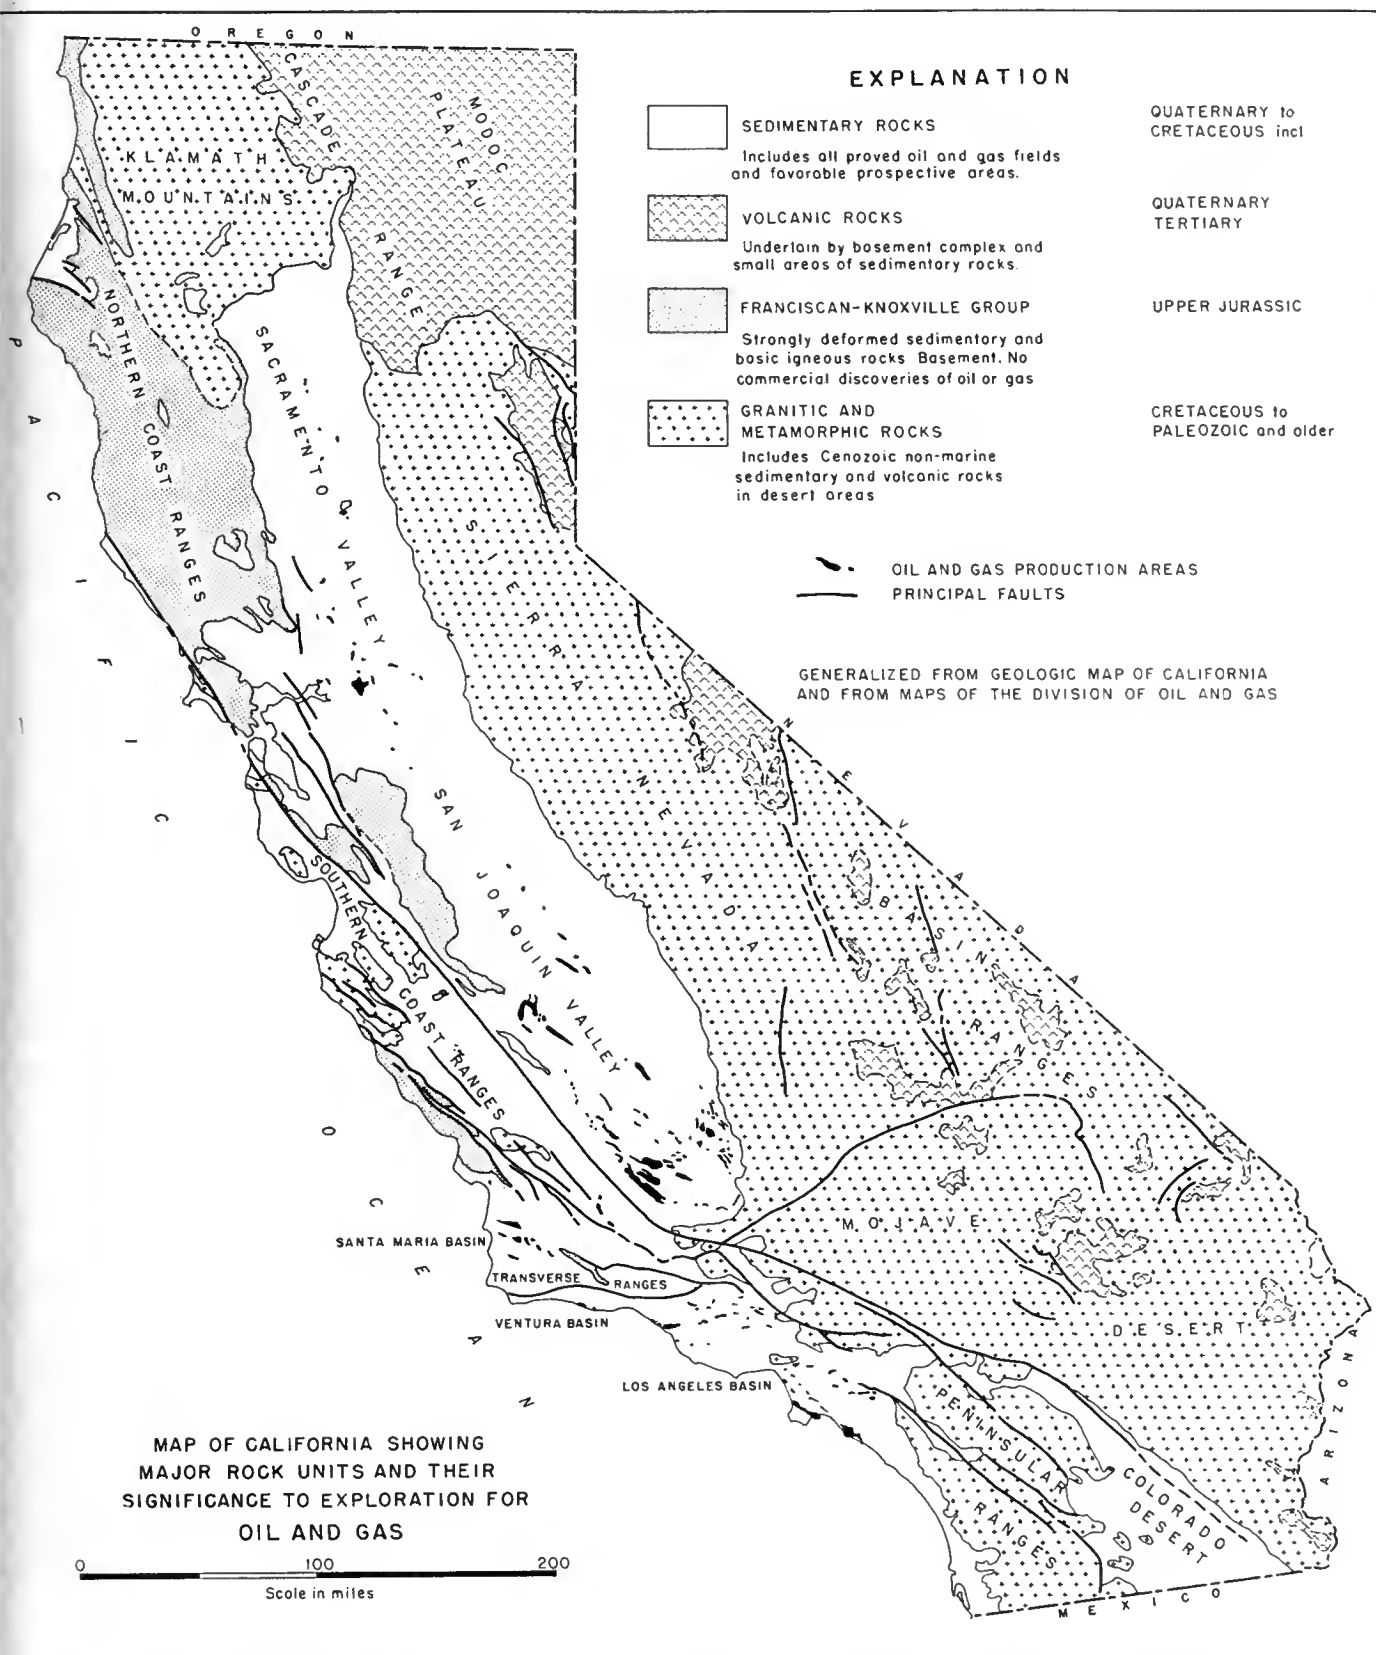 OREGON
CASCADE
RANGE
MODOC
PLATEAU
KLAMATH
MOUNTAINS
EXPLANATION
SEDIMENTARY ROCKS
QUATERNARY to
CRETACEOUS incl
Includes all proved oil and gas fields
and favorable prospective areas.
VOLCANIC ROCKS
QUATERNARY
TERTIARY
Underlain by basement complex and
small areas of sedimentary rocks.
FRANCISCAN-KNOXVILLE GROUP
UPPER JURASSIC
Strongly deformed sedimentary and
basic igneous rocks Basement. No
commercial discoveries of oil or gas
GRANITIC AND
METAMORPHIC ROCKS
CRETACEOUS to
PALEOZOIC and older
Includes Cenozoic non-marine
sedimentary and volcanic rocks
in desert areas
OIL AND GAS PRODUCTION AREAS
PRINCIPAL FAULTS
GENERALIZED FROM GEOLOGIC MAP OF CALIFORNIA
AND FROM MAPS OF THE DIVISION OF OIL AND GAS
NORTHERN COAST RANGES
SACRAMENTO VALLEY
SIERRA NEVADA
PACIFIC OCEAN
NEVADA
SAN JOAQUIN VALLEY
SOUTHERN COAST RANGES
BASIN
RANGES
MOJAVE
DESERT
SANTA MARIA BASIN
TRANSVERSE RANGES
VENTURA BASIN
LOS ANGELES BASIN
PENINSULAR
RANGES
COLORADO
DESERT
ARIZONA
MEXICO
MAP OF CALIFORNIA SHOWING
MAJOR ROCK UNITS AND THEIR
SIGNIFICANCE TO EXPLORATION FOR
OIL AND GAS
0 100 200
Scale in miles